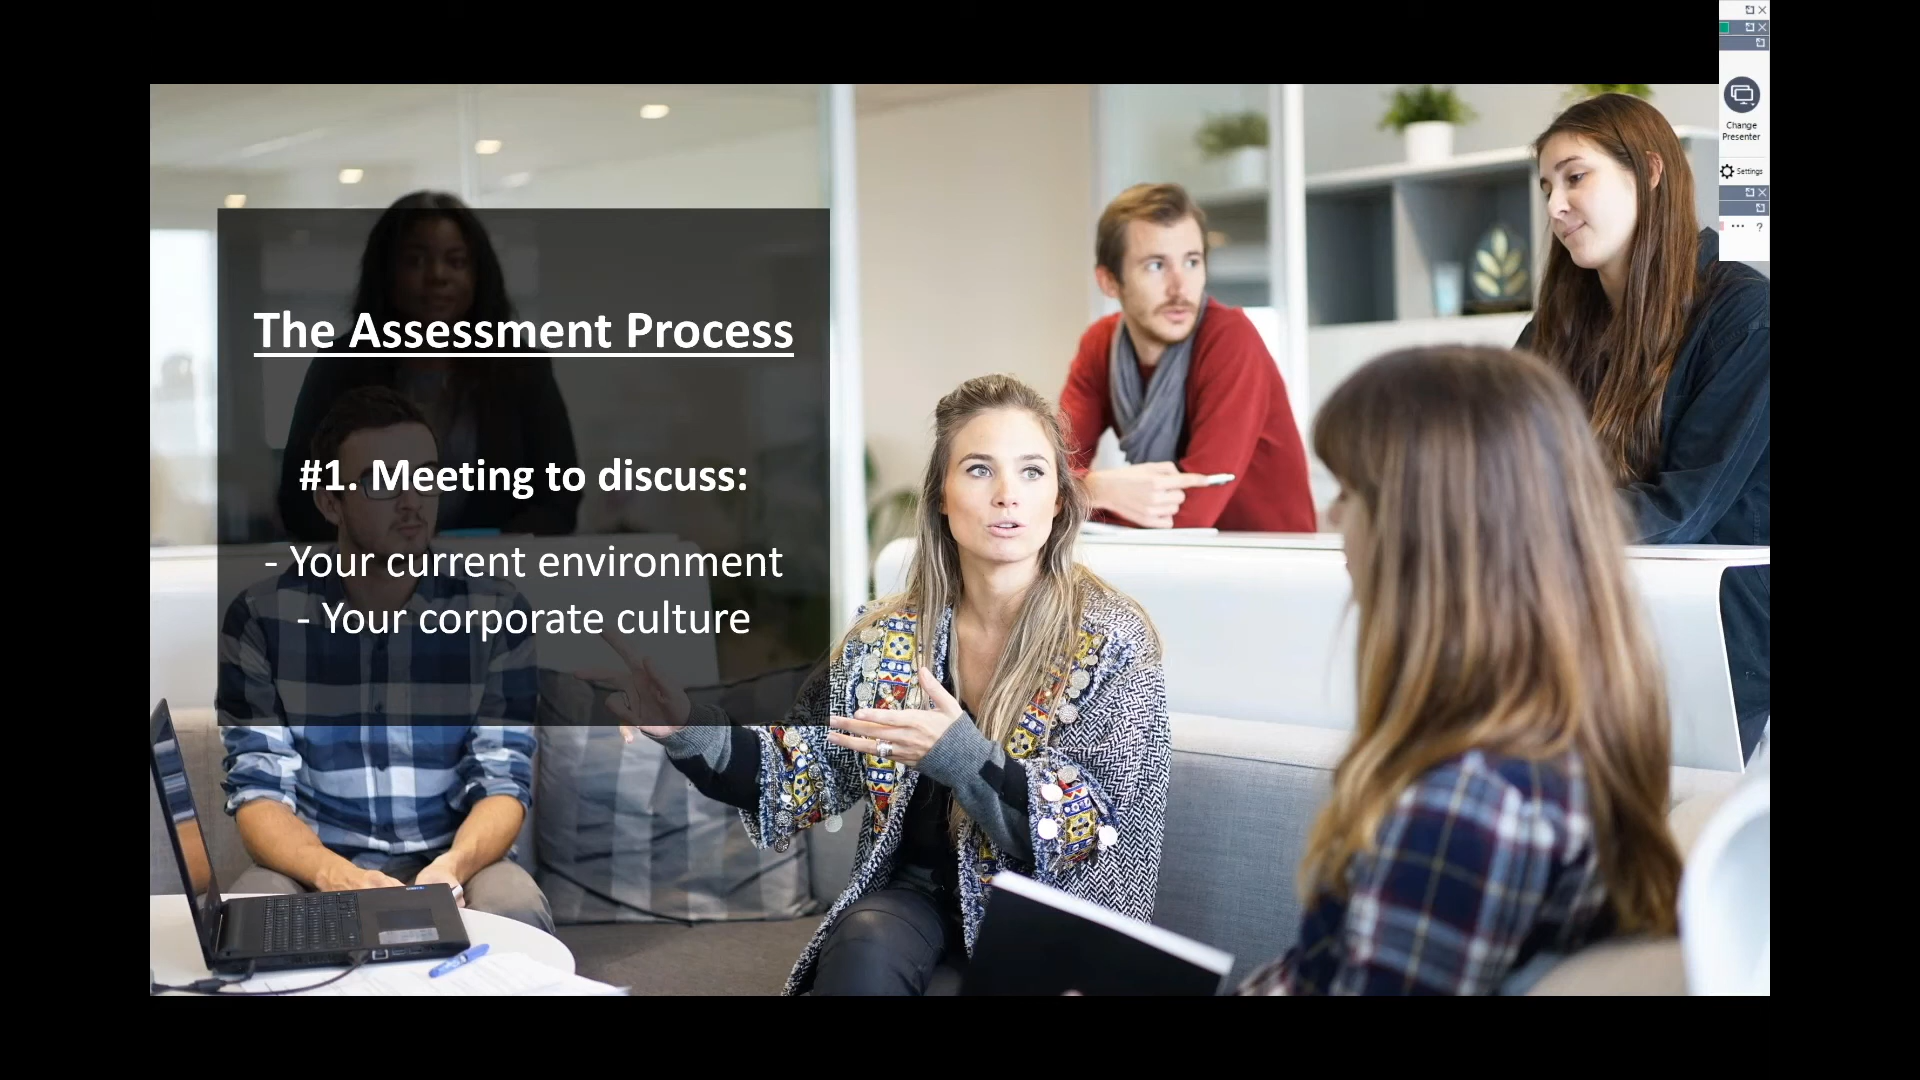 The Assessment Process
#1. Meeting to discuss:
- Your current environment
- Your corporate culture
Change
Presenter
Settings
... ?